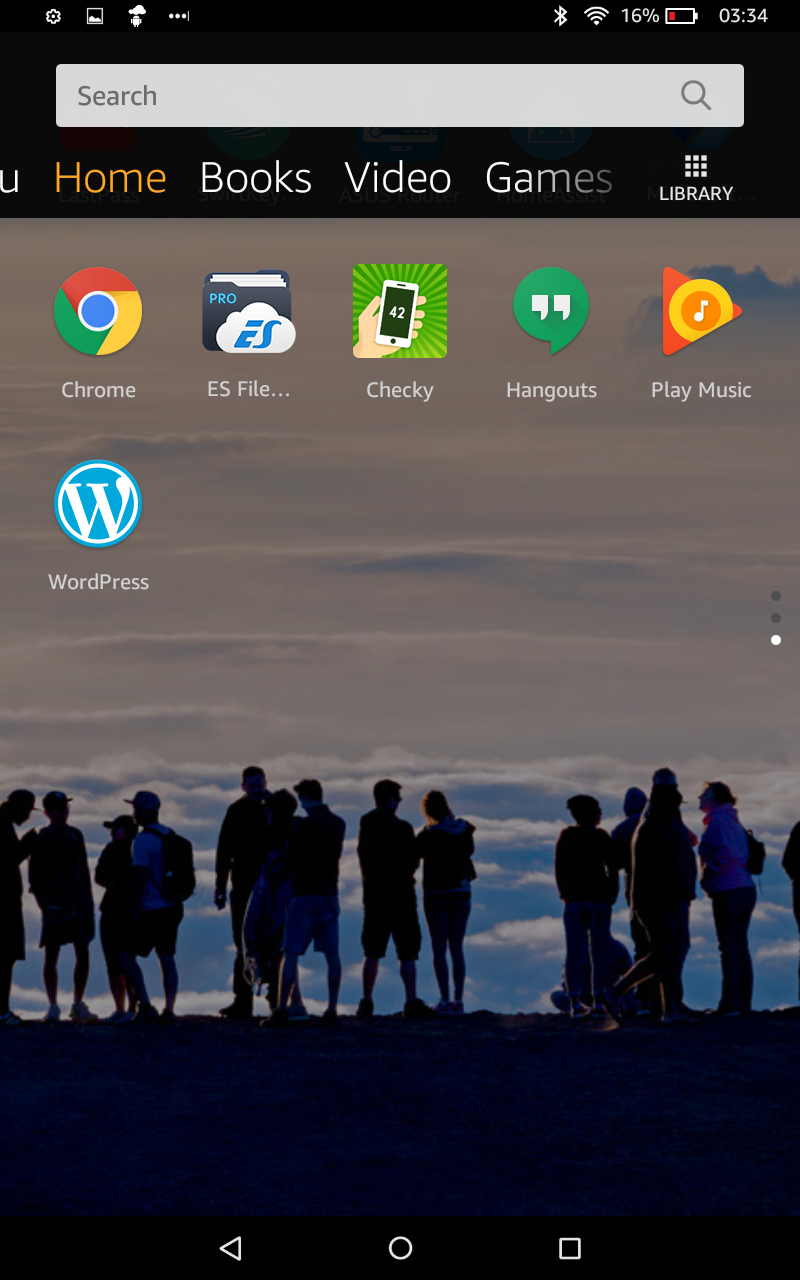 16% 03:34
Search
u Home Books Video Games LIBRARY
LastPass SwiftKey... ASUS Router HomeAssist
PRO
ES
42
Chrome ES File... Checky Hangouts Play Music
W
WordPress